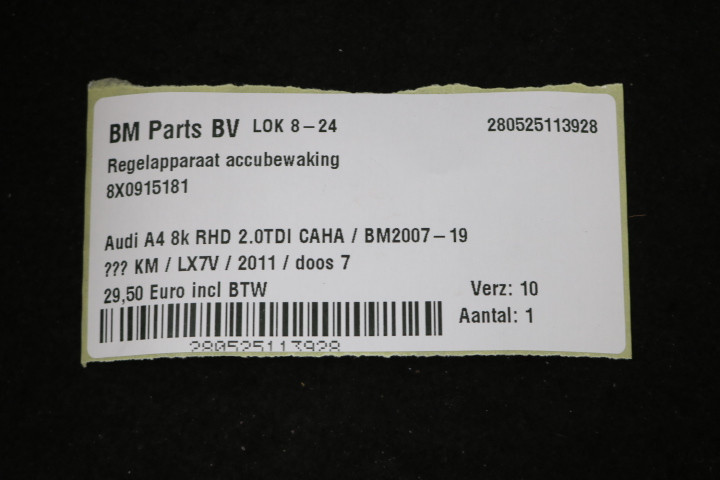 BM Parts BV LOK 8-24 280525113928
Regelapparaat accubewaking
8X0915181
Audi A4 8k RHD 2.0TDI CAHA / BM2007-19
??? KM / LX7V / 2011 / doos 7
29,50 Euro incl BTW Verz: 10
Aantal: 1
280525113928